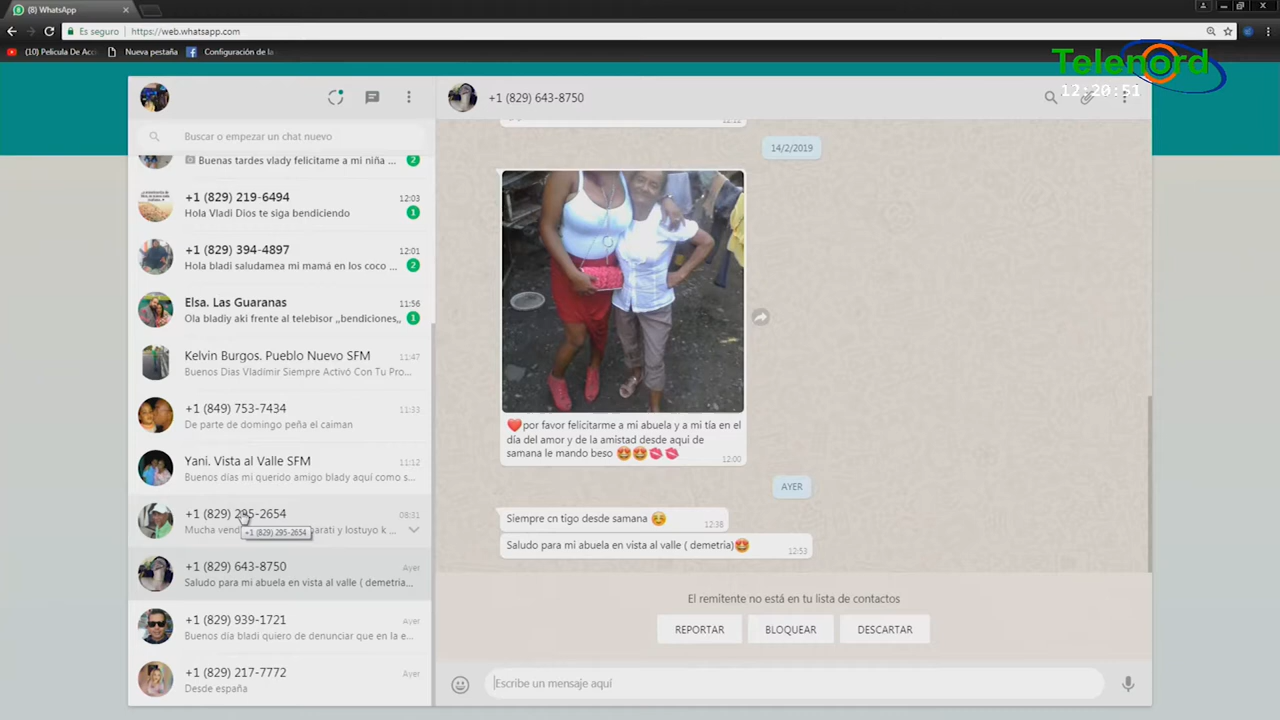 (8) WhatsApp
Es seguro
https://web.whatsapp.com
(10) Pelicula De Acc
Nueva pestaña
Configuración de la
Telenord
12:20:51
+1 (829) 643-8750
Buscar o empezar un chat nuevo
Buenas tardes vlady felicitame a mi niña ...
2
+1 (829) 219-6494
12:03
Hola Vladi Dios te siga bendiciendo
1
+1 (829) 394-4897
12:01
Hola bladi saludamea mi mamá en los coco ...
2
Elsa. Las Guaranas
11:56
Ola bladiy aki frente al telebisor ,,bendiciones,,
1
Kelvin Burgos. Pueblo Nuevo SFM
11:47
Buenos Dias Vladímir Siempre Activó Con Tu Pro...
+1 (849) 753-7434
11:33
De parte de domingo peña el caiman
Yani. Vista al Valle SFM
11:12
Buenos dias mi querido amigo blady aquí como s...
+1 (829) 295-2654
08:31
Mucha vend
parati y lostuyo k ...
+1 (829) 295-2654
+1 (829) 643-8750
Ayer
Saludo para mi abuela en vista al valle ( demetria...
+1 (829) 939-1721
Ayer
Buenos día bladi quiero de denunciar que en la e...
+1 (829) 217-7772
Ayer
Desde españa
14/2/2019
❤️por favor felicitarme a mi abuela y a mi tía en el
día del amor y de la amistad desde aqui de
samana le mando beso 🤩🤩💋💋
12:00
AYER
Siempre cn tigo desde samana ☺️
12:38
Saludo para mi abuela en vista al valle ( demetria)🤩
12:53
El remitente no está en tu lista de contactos
REPORTAR
BLOQUEAR
DESCARTAR
Escribe un mensaje aquí